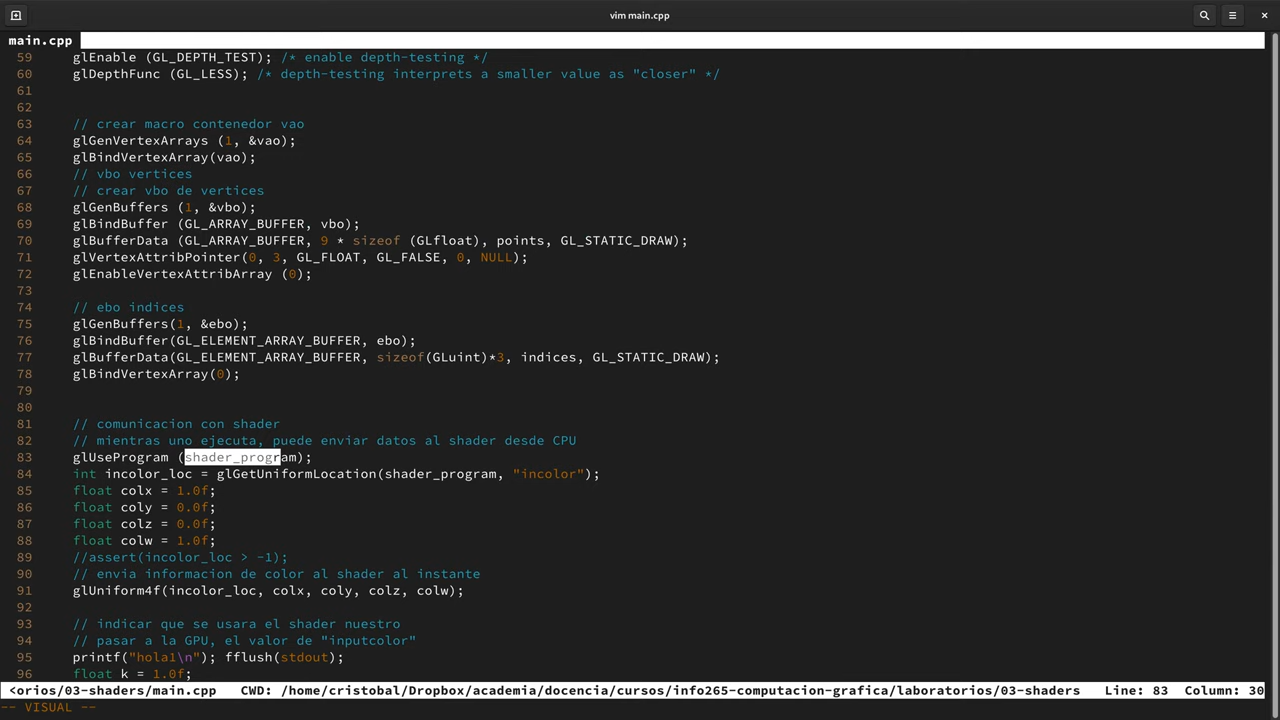 vim main.cpp
main.cpp
59 glEnable (GL_DEPTH_TEST); /* enable depth-testing */
60 glDepthFunc (GL_LESS); /* depth-testing interprets a smaller value as "closer" */
61
62
63 // crear macro contenedor vao
64 glGenVertexArrays (1, &vao);
65 glBindVertexArray(vao);
66 // vbo vertices
67 // crear vbo de vertices
68 glGenBuffers (1, &vbo);
69 glBindBuffer (GL_ARRAY_BUFFER, vbo);
70 glBufferData (GL_ARRAY_BUFFER, 9 * sizeof (GLfloat), points, GL_STATIC_DRAW);
71 glVertexAttribPointer(0, 3, GL_FLOAT, GL_FALSE, 0, NULL);
72 glEnableVertexAttribArray (0);
73
74 // ebo indices
75 glGenBuffers(1, &ebo);
76 glBindBuffer(GL_ELEMENT_ARRAY_BUFFER, ebo);
77 glBufferData(GL_ELEMENT_ARRAY_BUFFER, sizeof(GLuint)*3, indices, GL_STATIC_DRAW);
78 glBindVertexArray(0);
79
80
81 // comunicacion con shader
82 // mientras uno ejecuta, puede enviar datos al shader desde CPU
83 glUseProgram (shader_program);
84 int incolor_loc = glGetUniformLocation(shader_program, "incolor");
85 float colx = 1.0f;
86 float coly = 0.0f;
87 float colz = 0.0f;
88 float colw = 1.0f;
89 //assert(incolor_loc > -1);
90 // envia informacion de color al shader al instante
91 glUniform4f(incolor_loc, colx, coly, colz, colw);
92
93 // indicar que se usara el shader nuestro
94 // pasar a la GPU, el valor de "inputcolor"
95 printf("hola1\n"); fflush(stdout);
96 float k = 1.0f;
<orios/03-shaders/main.cpp CWD: /home/cristobal/Dropbox/academia/docencia/cursos/info265-computacion-grafica/laboratorios/03-shaders Line: 83 Column: 30
-- VISUAL --